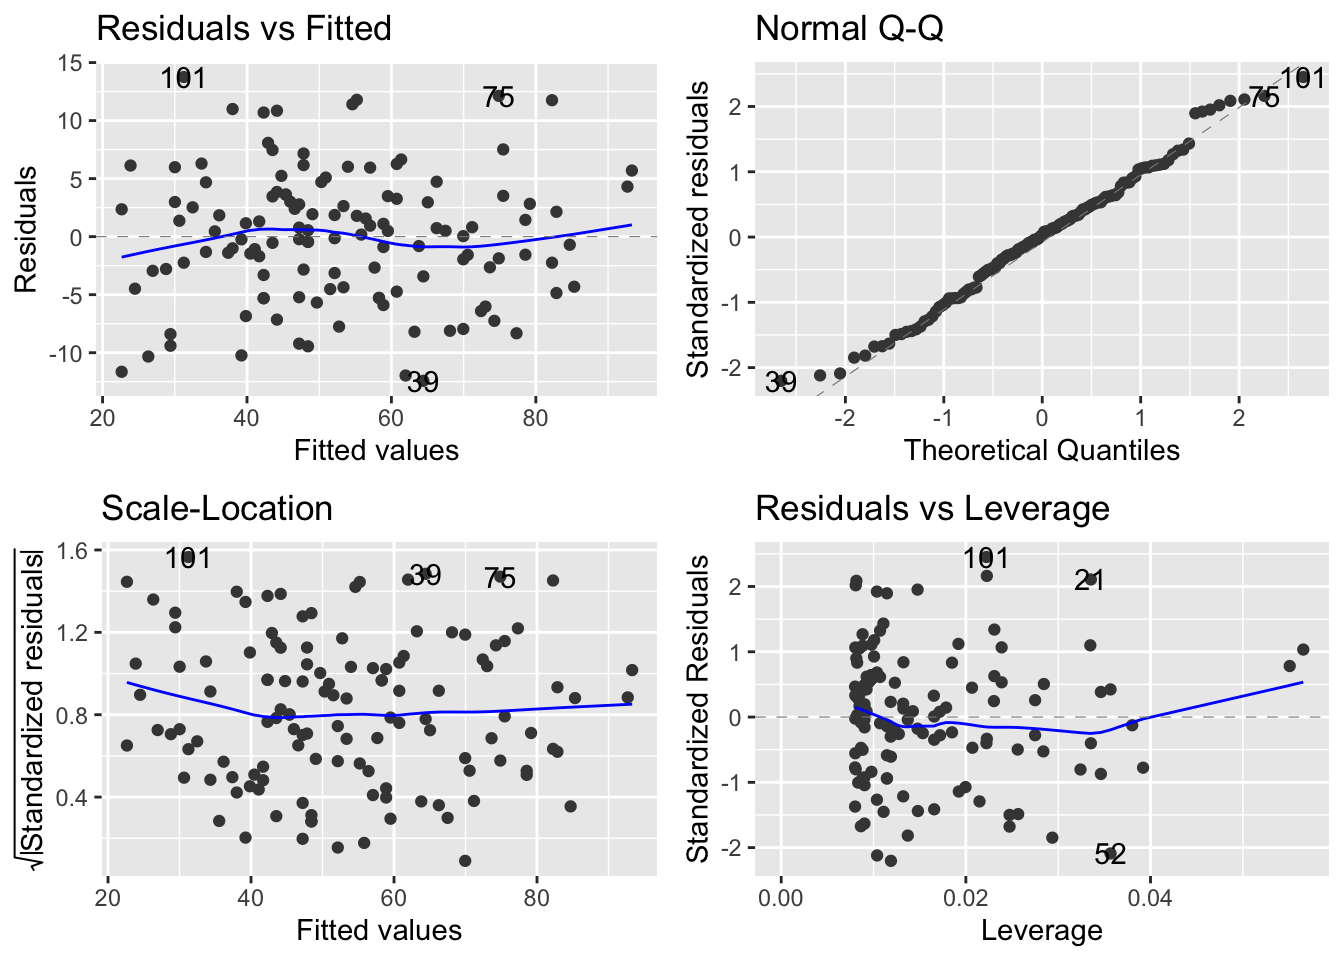 Residuals vs Fitted
Residuals
15
10
5
0
-5
-10
101
75
39
20 40 60 80
Fitted values
Normal Q-Q
Standardized residuals
2
1
0
-1
-2
101
75
39
-2 -1 0 1 2
Theoretical Quantiles
Scale-Location
√|Standardized residuals|
1.6
1.2
0.8
0.4
101
39
75
20 40 60 80
Fitted values
Residuals vs Leverage
Standardized Residuals
2
1
0
-1
-2
101
21
52
0.00 0.02 0.04
Leverage